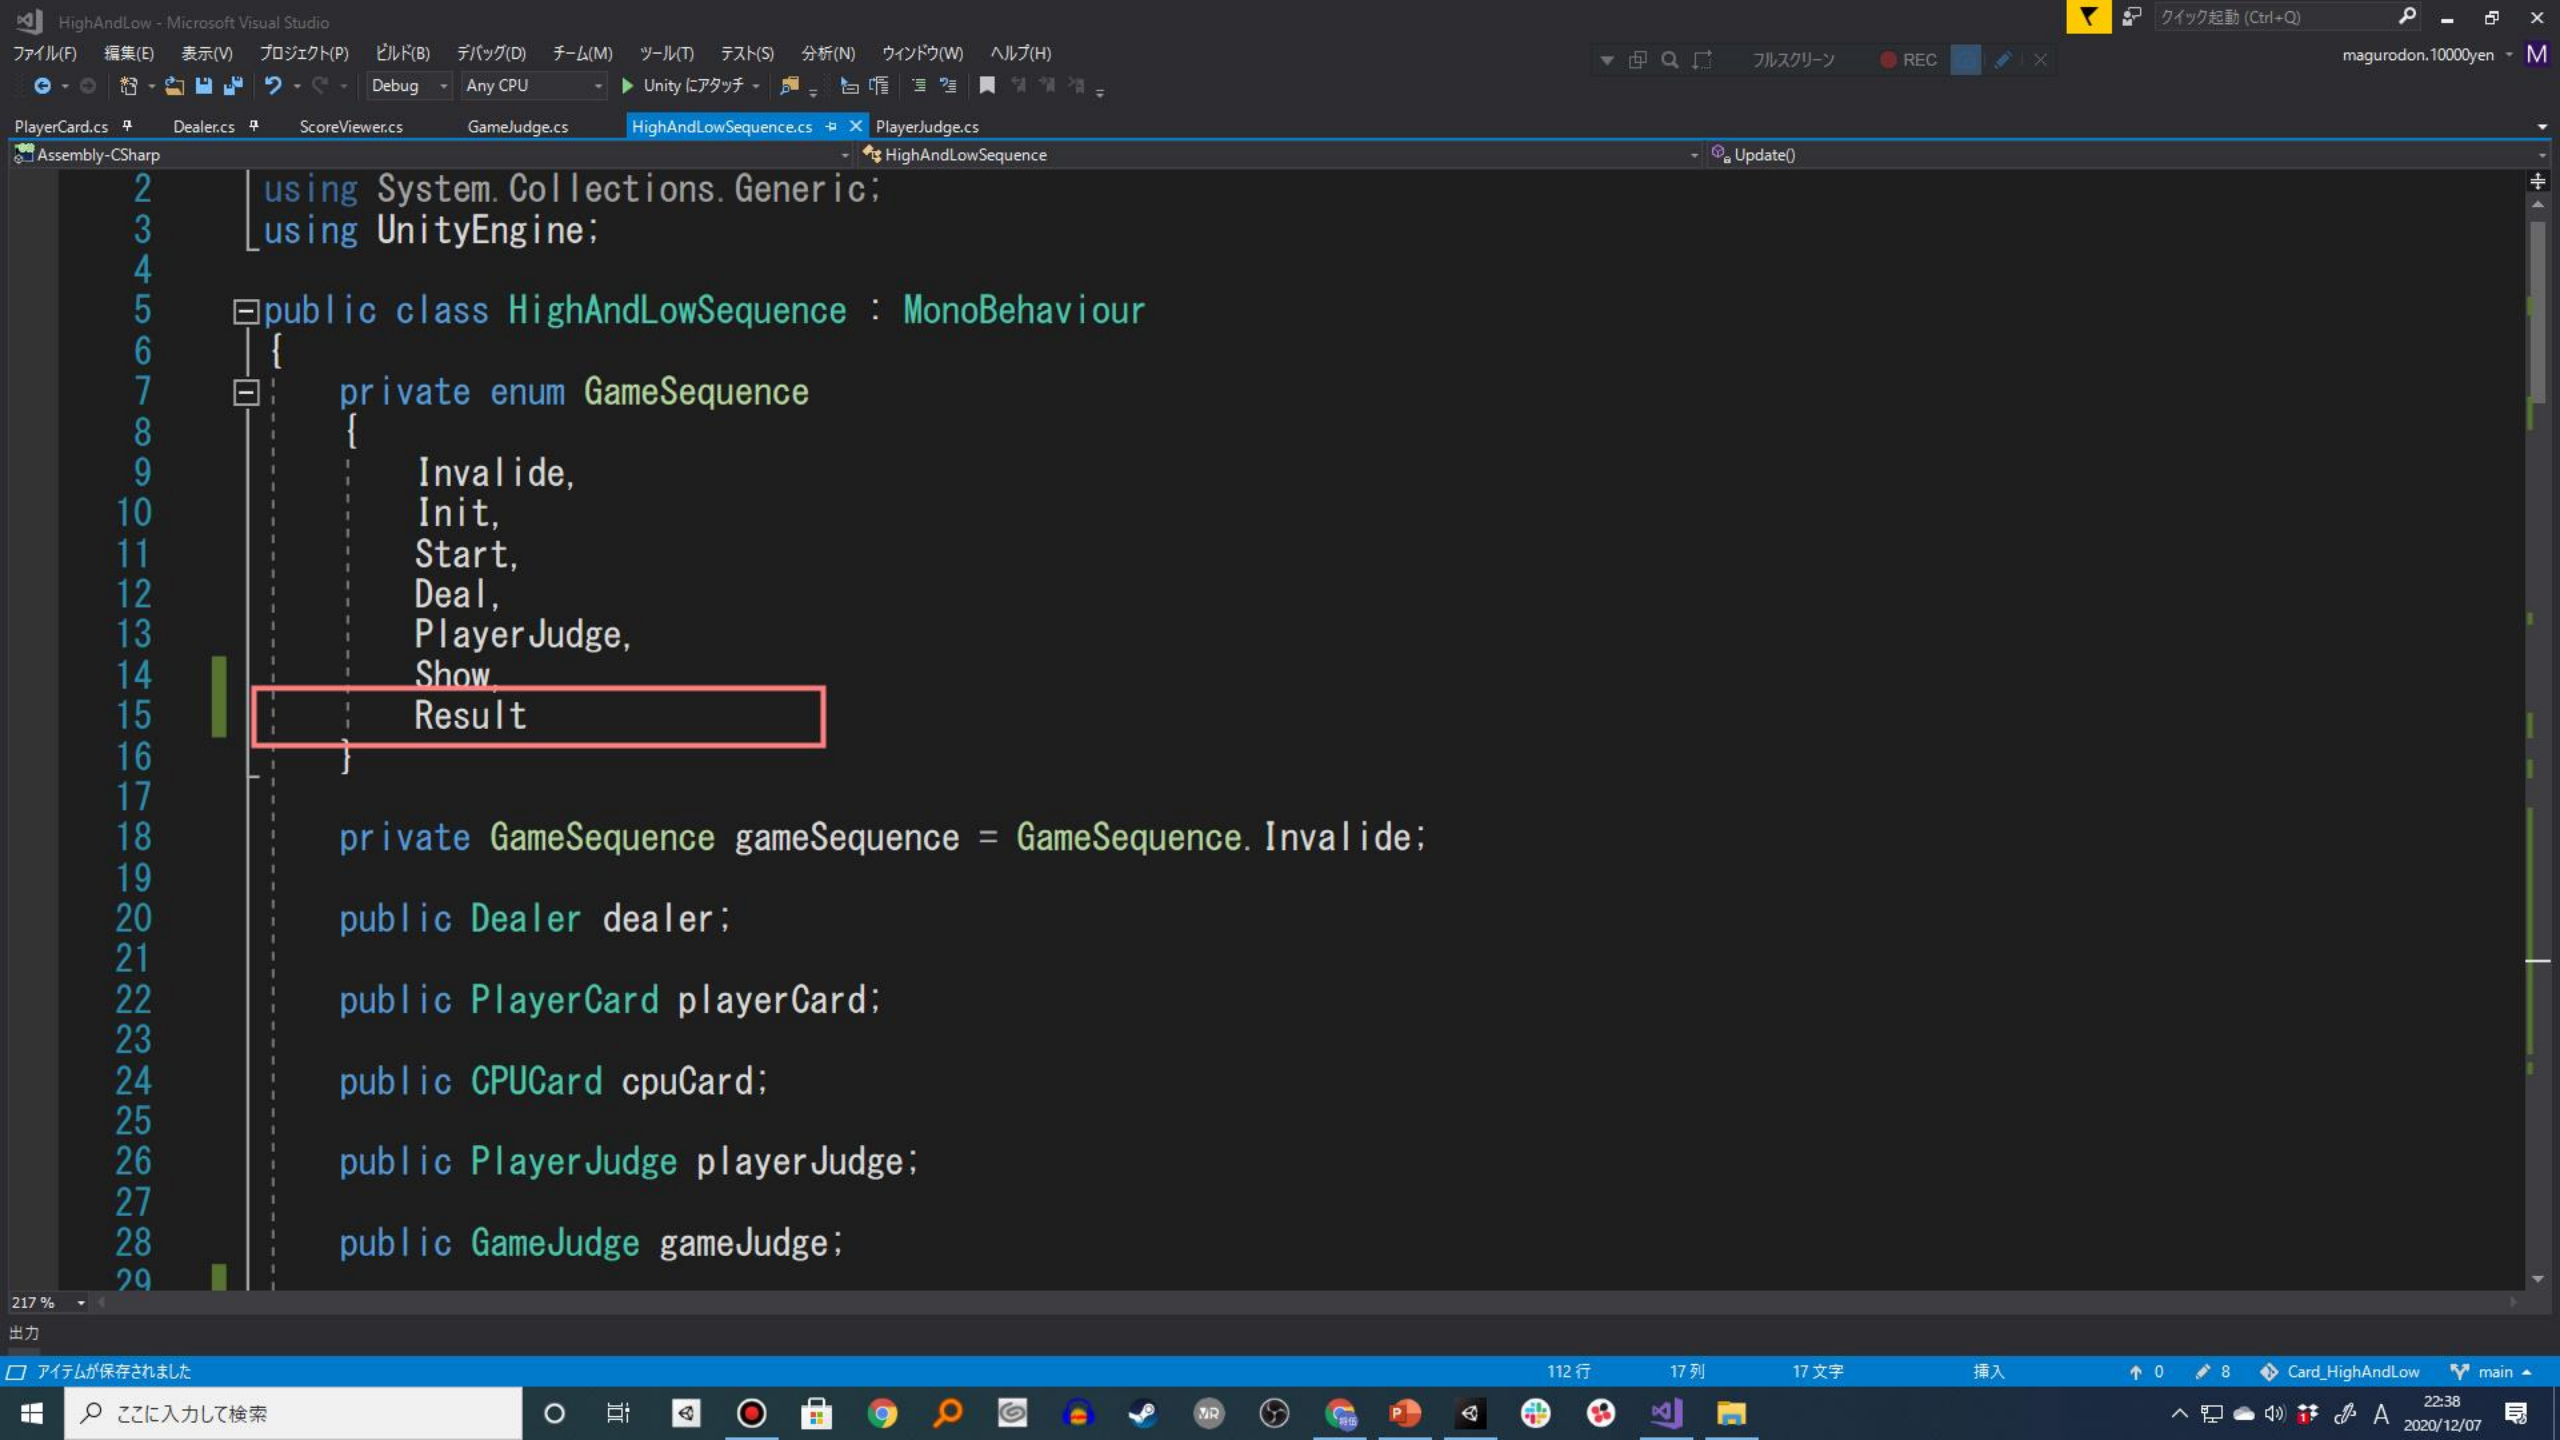 HighAndLow - Microsoft Visual Studio
クイック起動 (Ctrl+Q)
ファイル(F) 編集(E) 表示(V) プロジェクト(P) ビルド(B) デバッグ(D) チーム(M) ツール(T) テスト(S) 分析(N) ウィンドウ(W) ヘルプ(H)
フルスクリーン REC
magurodon.10000yen M
Debug Any CPU Unity にアタッチ
PlayerCard.cs Dealer.cs ScoreViewer.cs GameJudge.cs HighAndLowSequence.cs PlayerJudge.cs
Assembly-CSharp HighAndLowSequence Update()
2 using System.Collections.Generic;
3 using UnityEngine;
4
5 public class HighAndLowSequence : MonoBehaviour
6 {
7 private enum GameSequence
8 {
9 Invalide,
10 Init,
11 Start,
12 Deal,
13 PlayerJudge,
14 Show,
15 Result
16 }
17
18 private GameSequence gameSequence = GameSequence.Invalide;
19
20 public Dealer dealer;
21
22 public PlayerCard playerCard;
23
24 public CPUCard cpuCard;
25
26 public PlayerJudge playerJudge;
27
28 public GameJudge gameJudge;
29
217 %
出力
アイテムが保存されました 112 行 17 列 17 文字 挿入 0 8 Card_HighAndLow main
ここに入力して検索 A 22:38
2020/12/07